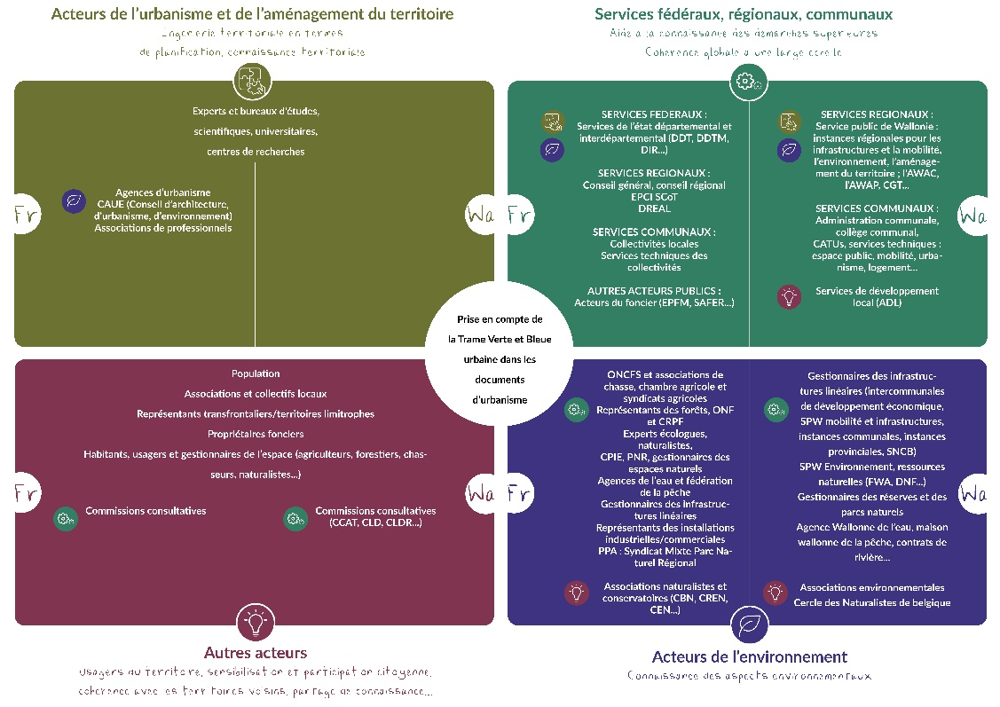 Acteurs de l'urbanisme et de l'aménagement du territoire
Ingénierie territoriale en termes
de planification, connaissance territoriale
Experts et bureaux d'études,
scientifiques, universitaires,
centres de recherches
Agences d'urbanisme
CAUE (Conseil d'architecture,
d'urbanisme, d'environnement)
Associations de professionnels
Fr
Wa
Services fédéraux, régionaux, communaux
Aide à la connaissance des démarches supérieures
Cohérence globale à une large échelle
SERVICES FEDERAUX :
Services de l'état départemental et
interdépartemental (DDT, DDTM,
DIR...)
SERVICES REGIONAUX :
Conseil général, conseil régional
EPCI SCoT
DREAL
SERVICES COMMUNAUX :
Collectivités locales
Services techniques des
collectivités
AUTRES ACTEURS PUBLICS :
Acteurs du foncier (EPFM, SAFER...)
Fr
SERVICES REGIONAUX :
Service public de Wallonie :
instances régionales pour les
infrastructures et la mobilité,
l'environnement, l'aménage-
ment du territoire ; l'AWAC,
l'AWAP, CGT...
SERVICES COMMUNAUX :
Administration communale,
collège communal,
CATUs, services techniques :
espace public, mobilité, urba-
nisme, logement...
Services de développement
local (ADL)
Wa
Prise en compte de
la Trame Verte et Bleue
urbaine dans les
documents
d'urbanisme
Population
Associations et collectifs locaux
Représentants transfrontaliers/territoires limitrophes
Propriétaires fonciers
Habitants, usagers et gestionnaires de l'espace (agriculteurs, forestiers, chas-
seurs, naturalistes...)
Fr
Commissions consultatives
Commissions consultatives
(CCAT, CLD, CLDR...)
Wa
Autres acteurs
Usagers du territoire, sensibilisation et participation citoyenne,
cohérence avec les territoires voisins, partage de connaissance...
ONCFS et associations de
chasse, chambre agricole et
syndicats agricoles
Représentants des forêts, ONF
et CRPF
Experts écologues,
naturalistes,
CPIE, PNR, gestionnaires des
espaces naturels
Agences de l'eau et fédération
de la pêche
Gestionnaires des infrastruc-
tures linéaires
Représentants des installations
industrielles/commerciales
PPA : Syndicat Mixte Parc Na-
turel Régional
Associations naturalistes et
conservatoires (CBN, CREN,
CEN...)
Fr
Gestionnaires des infrastruc-
tures linéaires (intercommunales
de développement économique,
SPW mobilité et infrastructures,
instances communales, instances
provinciales, SNCB)
SPW Environnement, ressources
naturelles (FWA, DNF...)
Gestionnaires des réserves et des
parcs naturels
Agence Wallonne de l'eau, maison
wallonne de la pêche, contrats de
rivière...
Associations environnementales
Cercle des Naturalistes de belgique
Wa
Acteurs de l'environnement
Connaissance des aspects environnementaux